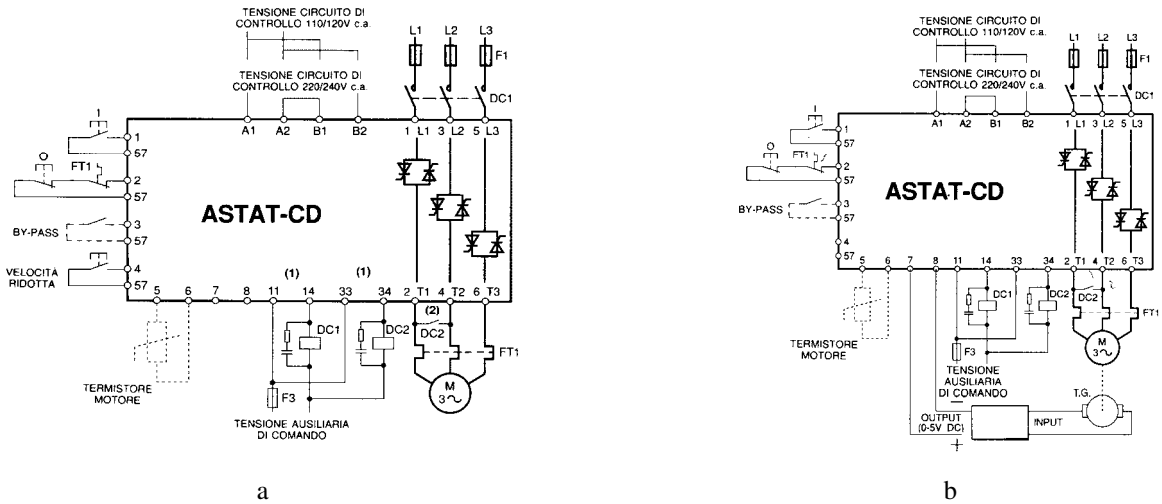 TENSIONE CIRCUITO DI
CONTROLLO 110/120V c.a.
TENSIONE CIRCUITO DI
CONTROLLO 220/240V c.a.
L1 L2 L3
F1
DC1
A1 A2 B1 B2 1 L1 3 L2 5 L3
I
1
57
O
FT1
2
57
BY-PASS
3
57
VELOCITÀ
RIDOTTA
4
57
ASTAT-CD
(1) (1)
5 6 7 8 11 14 33 34 2 T1 4 T2 6 T3
(2)
DC1
DC2
DC2
FT1
TERMISTORE
MOTORE
F3
M
3~
TENSIONE AUSILIARIA
DI COMANDO
a
TENSIONE CIRCUITO DI
CONTROLLO 110/120V c.a.
TENSIONE CIRCUITO DI
CONTROLLO 220/240V c.a.
L1 L2 L3
F1
DC1
A1 A2 B1 B2 1 L1 3 L2 5 L3
I
1
57
O
FT1
2
57
BY-PASS
3
57
4
57
ASTAT-CD
5 6 7 8 11 14 33 34 2 T1 4 T2 6 T3
DC1
DC2
DC2
FT1
TERMISTORE
MOTORE
F3
M
3~
TENSIONE
AUSILIARIA
DI COMANDO
T.G.
OUTPUT
(0-5V DC)
–
+
INPUT
b